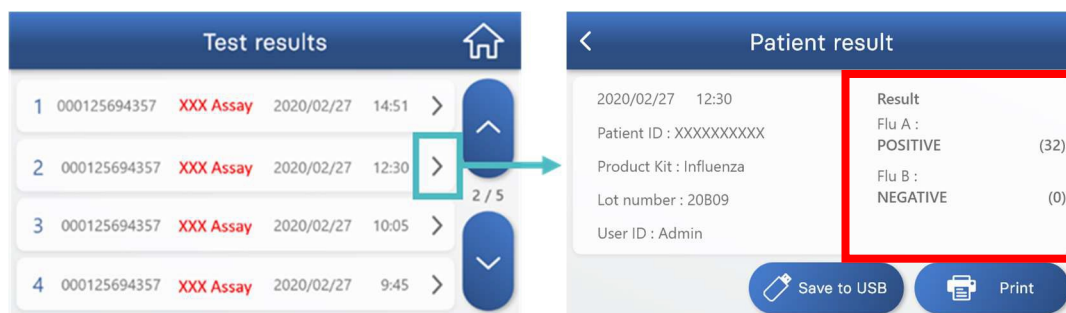 Test results
1 000125694357 XXX Assay 2020/02/27 14:51
2 000125694357 XXX Assay 2020/02/27 12:30
3 000125694357 XXX Assay 2020/02/27 10:05
4 000125694357 XXX Assay 2020/02/27 9:45
2 / 5
Patient result
2020/02/27 12:30
Patient ID : XXXXXXXXXX
Product Kit : Influenza
Lot number : 20B09
User ID : Admin
Result
Flu A :
POSITIVE (32)
Flu B :
NEGATIVE (0)
Save to USB
Print